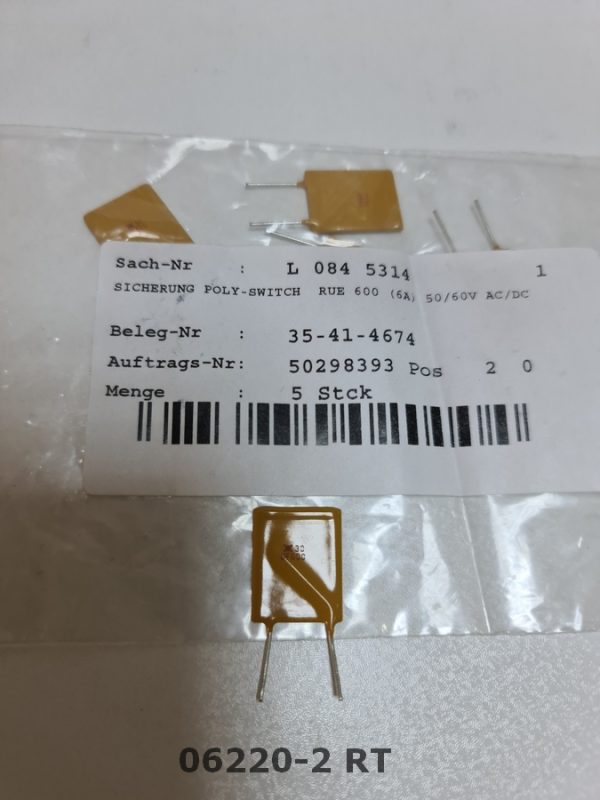 Sach-Nr : L 084 5314 1
SICHERUNG POLY-SWITCH RUE 600 (6A) 50/60V AC/DC
Beleg-Nr : 35-41-4674
Auftrags-Nr: 50298393 Pos 2 0
Menge : 5 Stck
06220-2 RT